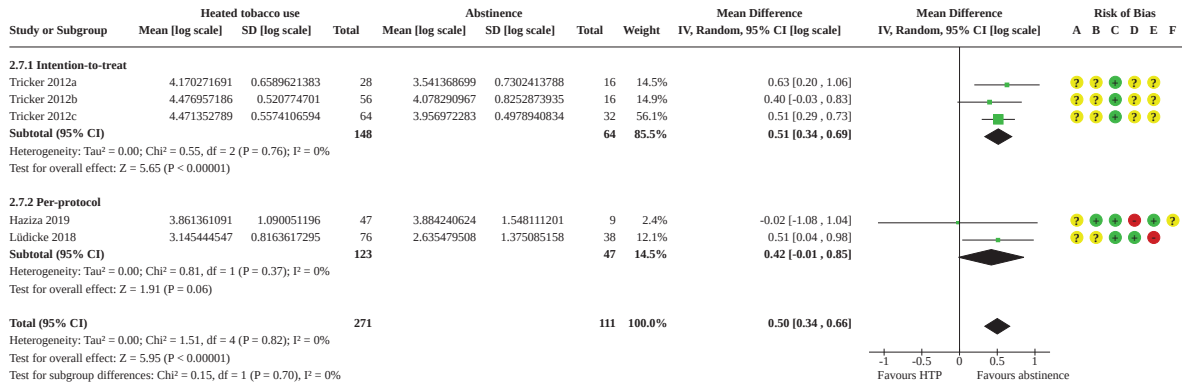 Heated tobacco use Abstinence Mean Difference Mean Difference Risk of Bias
Study or Subgroup Mean [log scale] SD [log scale] Total Mean [log scale] SD [log scale] Total Weight IV, Random, 95% CI [log scale] IV, Random, 95% CI [log scale] A B C D E F
2.7.1 Intention-to-treat
Tricker 2012a 4.170271691 0.6589621383 28 3.541368699 0.7302413788 16 14.5% 0.63 [0.20 , 1.06] ? ? + ? ?
Tricker 2012b 4.476957186 0.520774701 56 4.078290967 0.8252873935 16 14.9% 0.40 [-0.03 , 0.83] ? ? + ? ?
Tricker 2012c 4.471352789 0.5574106594 64 3.956972283 0.4978940834 32 56.1% 0.51 [0.29 , 0.73] ? ? + ? ?
Subtotal (95% CI) 148 64 85.5% 0.51 [0.34 , 0.69]
Heterogeneity: Tau² = 0.00; Chi² = 0.55, df = 2 (P = 0.76); I² = 0%
Test for overall effect: Z = 5.65 (P < 0.00001)
2.7.2 Per-protocol
Haziza 2019 3.861361091 1.090051196 47 3.884240624 1.548111201 9 2.4% -0.02 [-1.08 , 1.04] ? + + - + ?
Lüdicke 2018 3.145444547 0.8163617295 76 2.635479508 1.375085158 38 12.1% 0.51 [0.04 , 0.98] ? ? + + -
Subtotal (95% CI) 123 47 14.5% 0.42 [-0.01 , 0.85]
Heterogeneity: Tau² = 0.00; Chi² = 0.81, df = 1 (P = 0.37); I² = 0%
Test for overall effect: Z = 1.91 (P = 0.06)
Total (95% CI) 271 111 100.0% 0.50 [0.34 , 0.66]
Heterogeneity: Tau² = 0.00; Chi² = 1.51, df = 4 (P = 0.82); I² = 0%
Test for overall effect: Z = 5.95 (P < 0.00001) -1 -0.5 0 0.5 1
Test for subgroup differences: Chi² = 0.15, df = 1 (P = 0.70), I² = 0% Favours HTP Favours abstinence